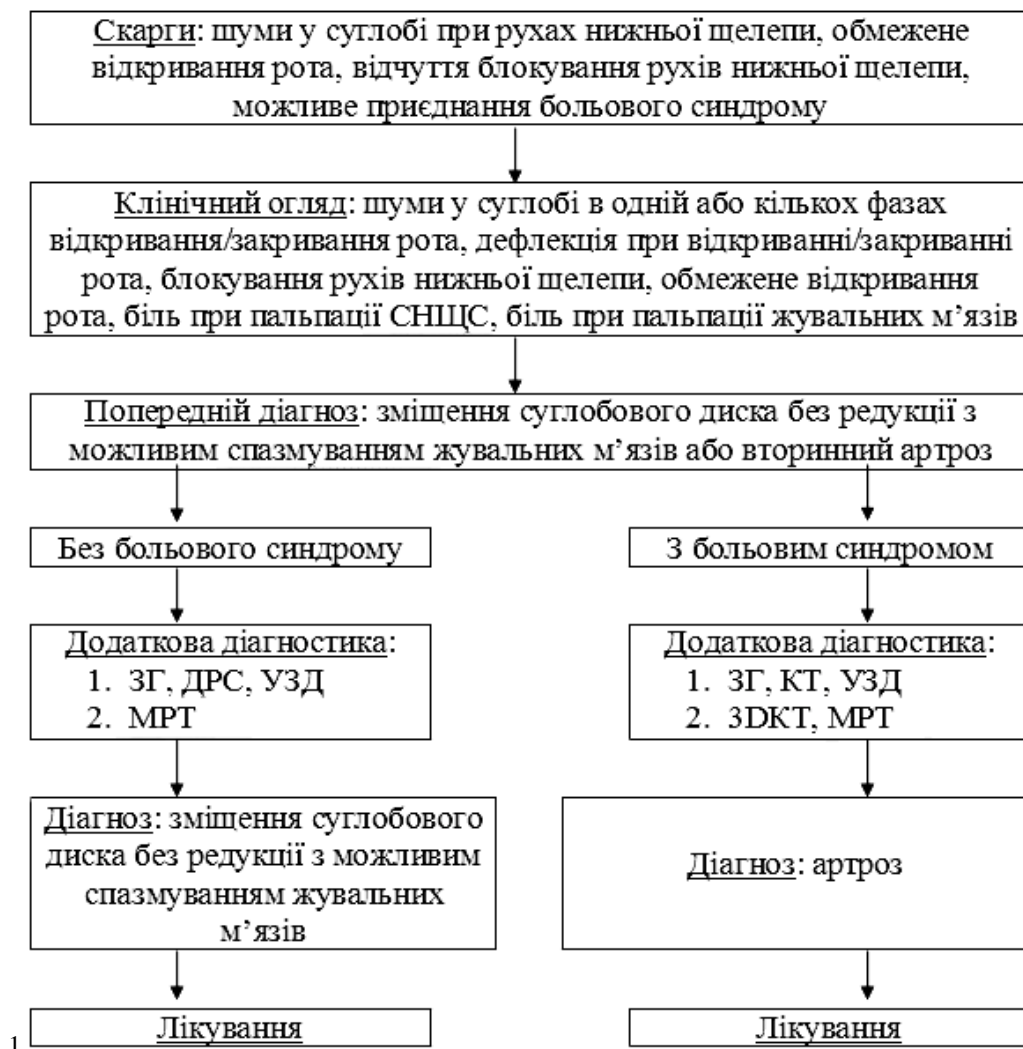 Скарги: шуми у суглобі при рухах нижньої щелепи, обмежене
відкривання рота, відчуття блокування рухів нижньої щелепи,
можливе приєднання больового синдрому
Клінічний огляд: шуми у суглобі в одній або кількох фазах
відкривання/закривання рота, дефлекція при відкриванні/закриванні
рота, блокування рухів нижньої щелепи, обмежене відкривання
рота, біль при пальпації СНЩС, біль при пальпації жувальних м’язів
Попередній діагноз: зміщення суглобового диска без редукції з
можливим спазмуванням жувальних м’язів або вторинний артроз
Без больового синдрому
Додаткова діагностика:
1. ЗГ, ДРС, УЗД
2. МРТ
Діагноз: зміщення суглобового
диска без редукції з можливим
спазмуванням жувальних
м’язів
Лікування
З больовим синдромом
Додаткова діагностика:
1. ЗГ, КТ, УЗД
2. 3DКТ, МРТ
Діагноз: артроз
Лікування
1